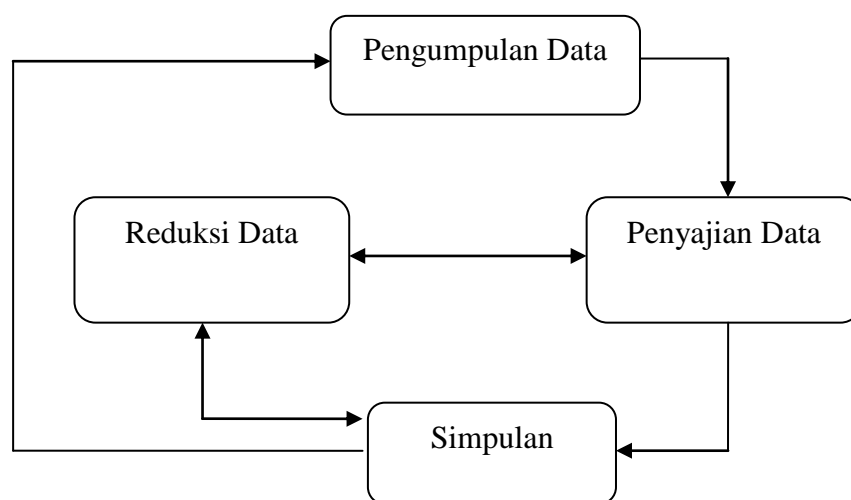 Pengumpulan Data
Reduksi Data
Penyajian Data
Simpulan